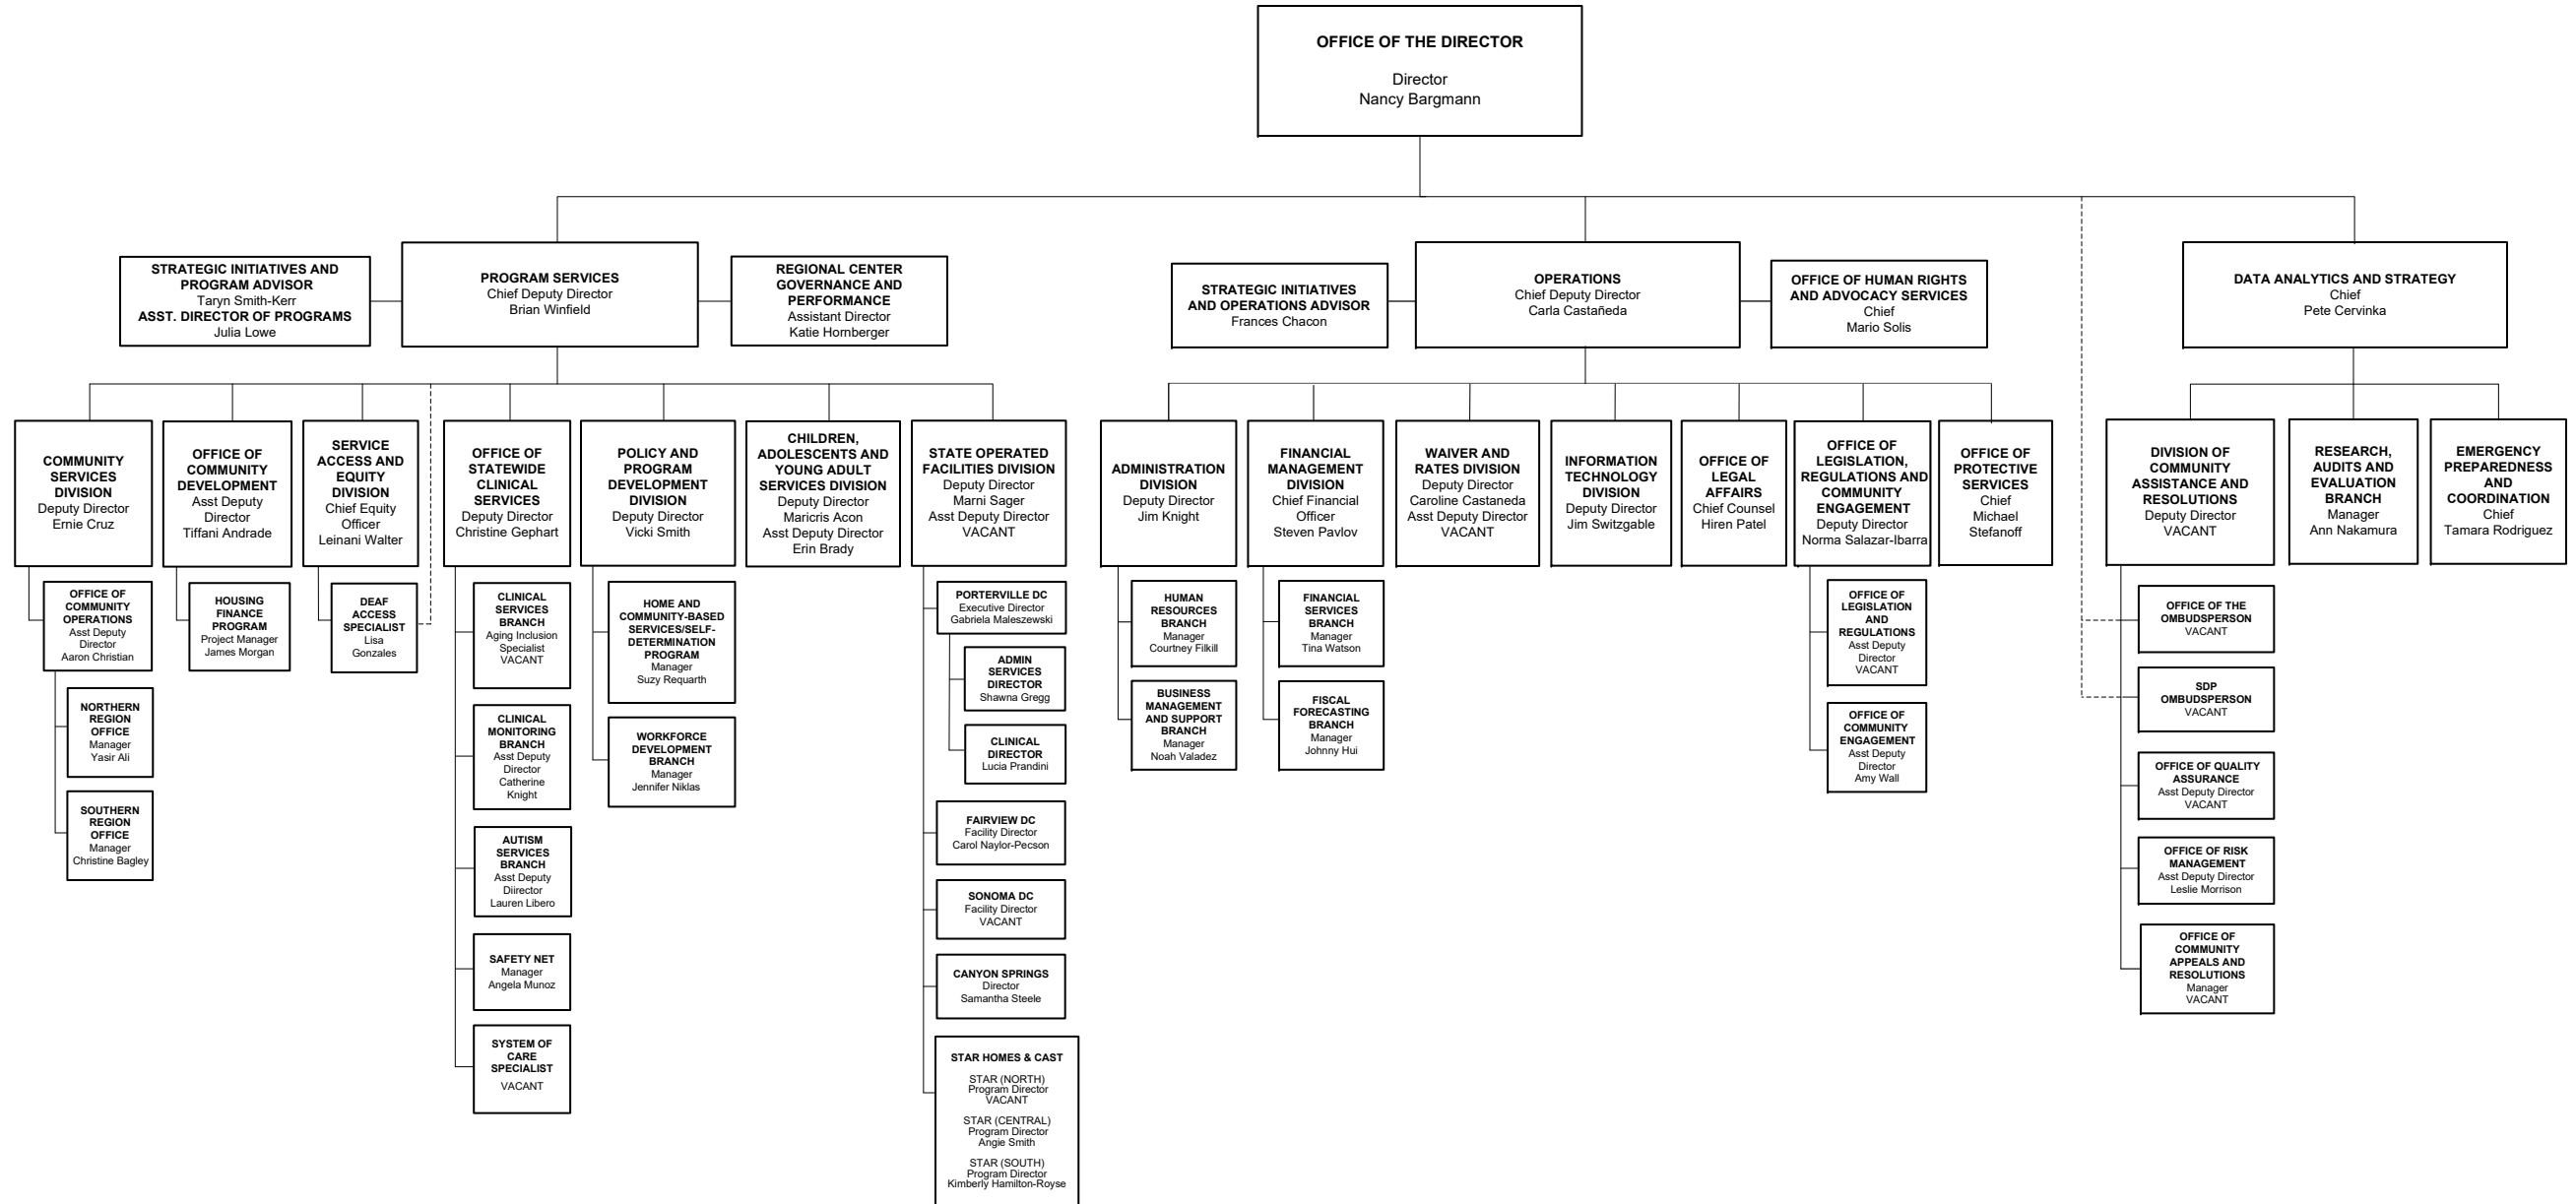 OFFICE OF THE DIRECTOR
Director
Nancy Bargmann
STRATEGIC INITIATIVES AND
PROGRAM ADVISOR
Taryn Smith-Kerr
ASST. DIRECTOR OF PROGRAMS
Julia Lowe
PROGRAM SERVICES
Chief Deputy Director
Brian Winfield
REGIONAL CENTER
GOVERNANCE AND
PERFORMANCE
Assistant Director
Katie Hornberger
STRATEGIC INITIATIVES
AND OPERATIONS ADVISOR
Frances Chacon
OPERATIONS
Chief Deputy Director
Carla Castañeda
OFFICE OF HUMAN RIGHTS
AND ADVOCACY SERVICES
Chief
Mario Solis
DATA ANALYTICS AND STRATEGY
Chief
Pete Cervinka
COMMUNITY
SERVICES
DIVISION
Deputy Director
Ernie Cruz
OFFICE OF
COMMUNITY
OPERATIONS
Asst Deputy
Director
Aaron Christian
NORTHERN
REGION
OFFICE
Manager
Yasir Ali
SOUTHERN
REGION
OFFICE
Manager
Christine Bagley
OFFICE OF
COMMUNITY
DEVELOPMENT
Asst Deputy
Director
Tiffani Andrade
HOUSING
FINANCE
PROGRAM
Project Manager
James Morgan
SERVICE
ACCESS AND
EQUITY
DIVISION
Chief Equity
Officer
Leinani Walter
DEAF
ACCESS
SPECIALIST
Lisa
Gonzales
OFFICE OF
STATEWIDE
CLINICAL
SERVICES
Deputy Director
Christine Gephart
CLINICAL
SERVICES
BRANCH
Aging Inclusion
Specialist
VACANT
CLINICAL
MONITORING
BRANCH
Asst Deputy
Director
Catherine
Knight
AUTISM
SERVICES
BRANCH
Asst Deputy
Diirector
Lauren Libero
SAFETY NET
Manager
Angela Munoz
SYSTEM OF
CARE
SPECIALIST
VACANT
POLICY AND
PROGRAM
DEVELOPMENT
DIVISION
Deputy Director
Vicki Smith
HOME AND
COMMUNITY-BASED
SERVICES/SELF-
DETERMINATION
PROGRAM
Manager
Suzy Requarth
WORKFORCE
DEVELOPMENT
BRANCH
Manager
Jennifer Niklas
CHILDREN,
ADOLESCENTS AND
YOUNG ADULT
SERVICES DIVISION
Deputy Director
Maricris Acon
Asst Deputy Director
Erin Brady
STATE OPERATED
FACILITIES DIVISION
Deputy Director
Marni Sager
Asst Deputy Director
VACANT
PORTERVILLE DC
Executive Director
Gabriela Maleszewski
ADMIN
SERVICES
DIRECTOR
Shawna Gregg
CLINICAL
DIRECTOR
Lucia Prandini
FAIRVIEW DC
Facility Director
Carol Naylor-Pecson
SONOMA DC
Facility Director
VACANT
CANYON SPRINGS
Director
Samantha Steele
STAR HOMES & CAST
STAR (NORTH)
Program Director
VACANT
STAR (CENTRAL)
Program Director
Angie Smith
STAR (SOUTH)
Program Director
Kimberly Hamilton-Royse
ADMINISTRATION
DIVISION
Deputy Director
Jim Knight
HUMAN
RESOURCES
BRANCH
Manager
Courtney Filkill
BUSINESS
MANAGEMENT
AND SUPPORT
BRANCH
Manager
Noah Valadez
FINANCIAL
MANAGEMENT
DIVISION
Chief Financial
Officer
Steven Pavlov
FINANCIAL
SERVICES
BRANCH
Manager
Tina Watson
FISCAL
FORECASTING
BRANCH
Manager
Johnny Hui
WAIVER AND
RATES DIVISION
Deputy Director
Caroline Castaneda
Asst Deputy Director
VACANT
INFORMATION
TECHNOLOGY
DIVISION
Deputy Director
Jim Switzgable
OFFICE OF
LEGAL
AFFAIRS
Chief Counsel
Hiren Patel
OFFICE OF
LEGISLATION,
REGULATIONS AND
COMMUNITY
ENGAGEMENT
Deputy Director
Norma Salazar-Ibarra
OFFICE OF
LEGISLATION
AND
REGULATIONS
Asst Deputy
Director
VACANT
OFFICE OF
COMMUNITY
ENGAGEMENT
Asst Deputy
Director
Amy Wall
OFFICE OF
PROTECTIVE
SERVICES
Chief
Michael
Stefanoff
DIVISION OF
COMMUNITY
ASSISTANCE AND
RESOLUTIONS
Deputy Director
VACANT
OFFICE OF THE
OMBUDSPERSON
VACANT
SDP
OMBUDSPERSON
VACANT
OFFICE OF QUALITY
ASSURANCE
Asst Deputy Director
VACANT
OFFICE OF RISK
MANAGEMENT
Asst Deputy Director
Leslie Morrison
OFFICE OF
COMMUNITY
APPEALS AND
RESOLUTIONS
Manager
VACANT
RESEARCH,
AUDITS AND
EVALUATION
BRANCH
Manager
Ann Nakamura
EMERGENCY
PREPAREDNESS
AND
COORDINATION
Chief
Tamara Rodriguez